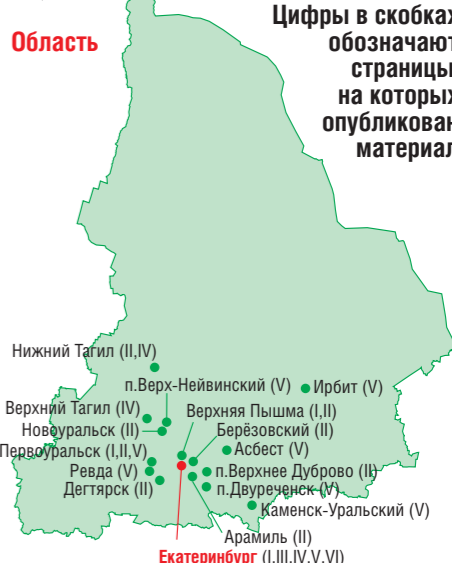 Область
Цифры в скобках
обозначают
страницы
на которых
опубликован
материал
Нижний Тагил (II,IV)
п.Верх-Нейвинский (V)
Ирбит (V)
Верхний Тагил (IV)
Верхняя Пышма (I,II)
Новоуральск (II)
Берёзовский (II)
Первоуральск (I,II,V)
Асбест (V)
Ревда (V)
п.Верхнее Дуброво (II)
Дегтярск (II)
п.Двуреченск (V)
Каменск-Уральский (V)
Арамиль (II)
Екатеринбург (I,III,IV,V,VI)